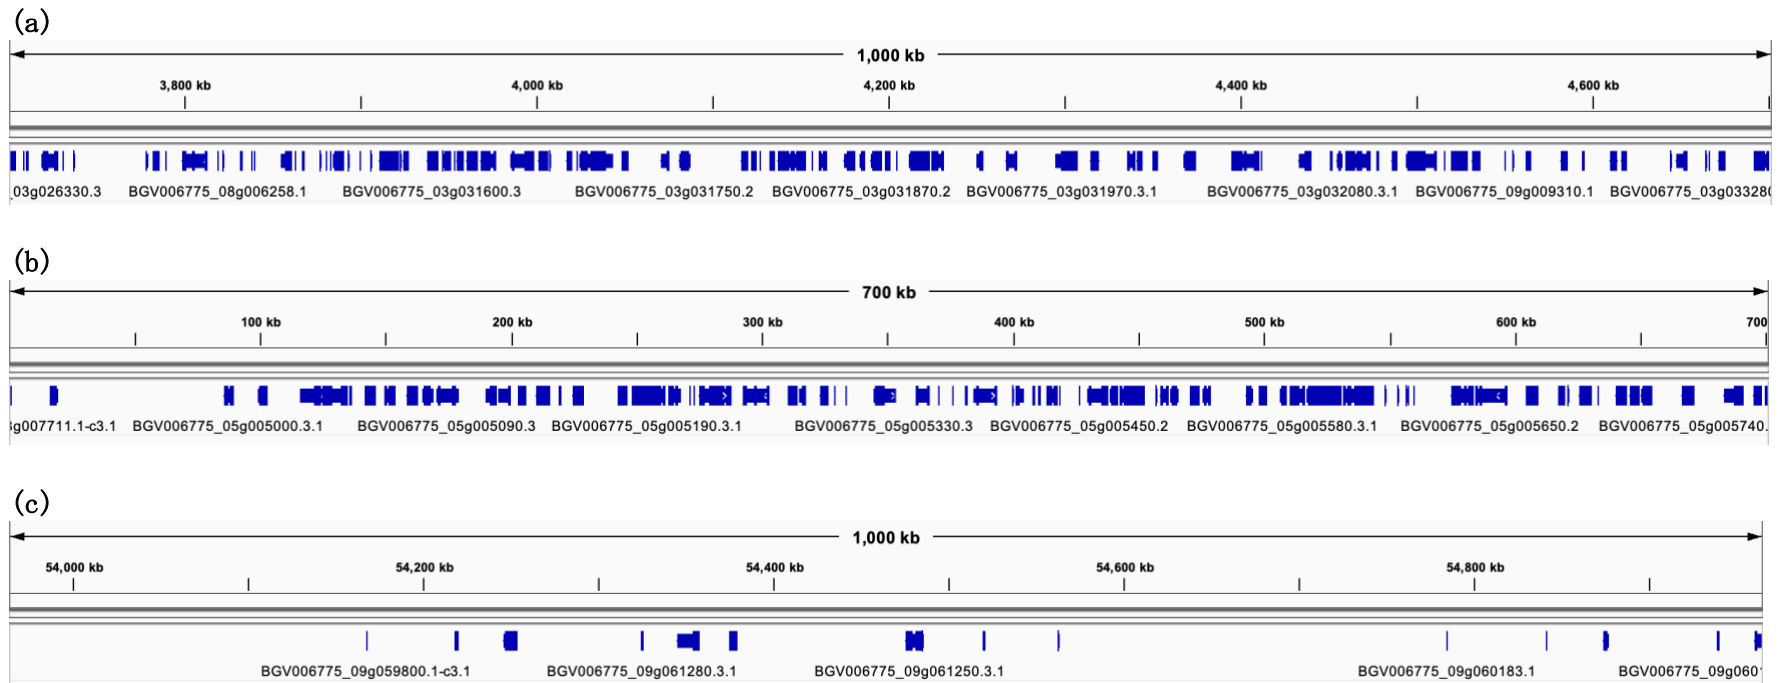 (a)
1,000 kb
3,800 kb 4,000 kb 4,200 kb 4,400 kb 4,600 kb
_03g026330.3 BGV006775_08g006258.1 BGV006775_03g031600.3 BGV006775_03g031750.2 BGV006775_03g031870.2 BGV006775_03g031970.3.1 BGV006775_03g032080.3.1 BGV006775_09g009310.1 BGV006775_03g033280
(b)
700 kb
100 kb 200 kb 300 kb 400 kb 500 kb 600 kb 700
g007711.1-c3.1 BGV006775_05g005000.3.1 BGV006775_05g005090.3 BGV006775_05g005190.3.1 BGV006775_05g005330.3 BGV006775_05g005450.2 BGV006775_05g005580.3.1 BGV006775_05g005650.2 BGV006775_05g005740.
(c)
1,000 kb
54,000 kb 54,200 kb 54,400 kb 54,600 kb 54,800 kb
BGV006775_09g059800.1-c3.1 BGV006775_09g061280.3.1 BGV006775_09g061250.3.1 BGV006775_09g060183.1 BGV006775_09g060